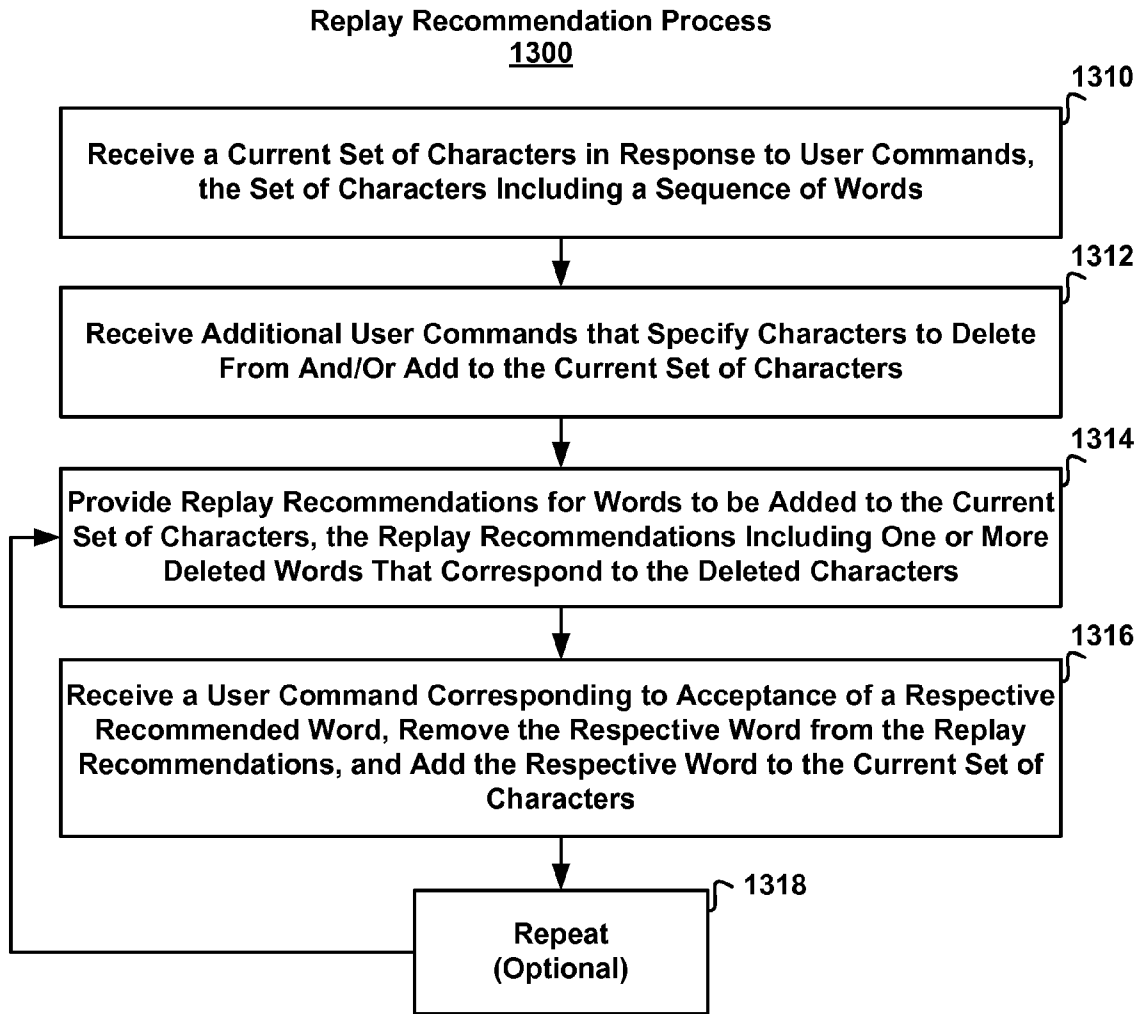 Replay Recommendation Process
1300
1310
Receive a Current Set of Characters in Response to User Commands,
the Set of Characters Including a Sequence of Words
1312
Receive Additional User Commands that Specify Characters to Delete
From And/Or Add to the Current Set of Characters
1314
Provide Replay Recommendations for Words to be Added to the Current
Set of Characters, the Replay Recommendations Including One or More
Deleted Words That Correspond to the Deleted Characters
1316
Receive a User Command Corresponding to Acceptance of a Respective
Recommended Word, Remove the Respective Word from the Replay
Recommendations, and Add the Respective Word to the Current Set of
Characters
1318
Repeat
(Optional)